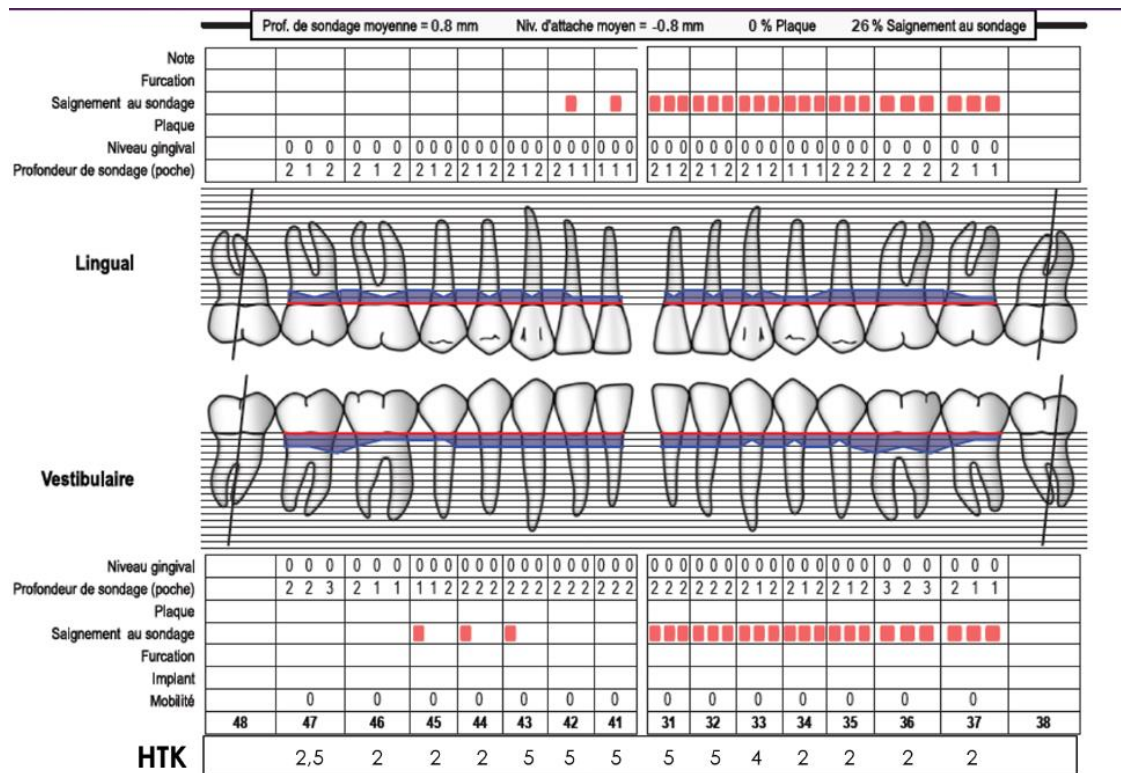 Prof. de sondage moyenne = 0.8 mm Niv. d'attache moyen = -0.8 mm 0 % Plaque 26 % Saignement au sondage
Note
Furcation
Saignement au sondage
Plaque
Niveau gingival 0 0 0 0 0 0 0 0 0 0 0 0 0 0 0 0 0 0 0 0 0 0 0 0 0 0 0 0 0 0 0 0 0 0 0 0 0 0 0 0 0 0
Profondeur de sondage (poche) 2 1 2 2 1 2 2 1 2 2 1 2 2 1 2 2 1 1 1 1 1 2 1 2 2 1 2 2 1 2 1 1 1 2 2 2 2 2 2 2 1 1
Lingual
Vestibulaire
Niveau gingival 0 0 0 0 0 0 0 0 0 0 0 0 0 0 0 0 0 0 0 0 0 0 0 0 0 0 0 0 0 0 0 0 0 0 0 0 0 0 0 0 0 0
Profondeur de sondage (poche) 2 2 3 2 1 1 1 1 2 2 2 2 2 2 2 2 2 2 2 2 2 2 2 2 2 2 2 2 1 2 2 1 2 2 1 2 3 2 3 2 1 1
Plaque
Saignement au sondage
Furcation
Implant
Mobilité 0 0 0 0 0 0 0 0 0 0 0 0 0 0
48 47 46 45 44 43 42 41 31 32 33 34 35 36 37 38
HTK 2,5 2 2 2 5 5 5 5 5 4 2 2 2 2